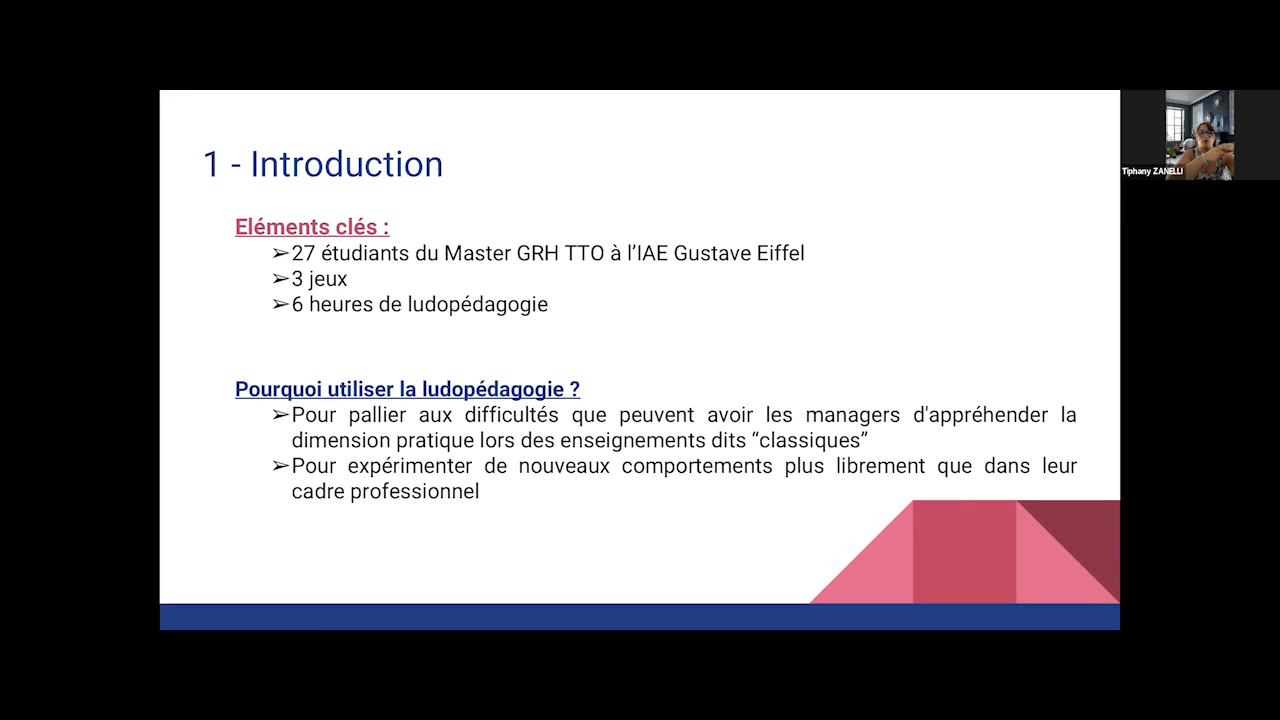 1 - Introduction
Eléments clés :
➢27 étudiants du Master GRH TTO à l’IAE Gustave Eiffel
➢3 jeux
➢6 heures de ludopédagogie
Pourquoi utiliser la ludopédagogie ?
➢Pour pallier aux difficultés que peuvent avoir les managers d'appréhender la
dimension pratique lors des enseignements dits “classiques”
➢Pour expérimenter de nouveaux comportements plus librement que dans leur
cadre professionnel
Tiphany ZANELLI